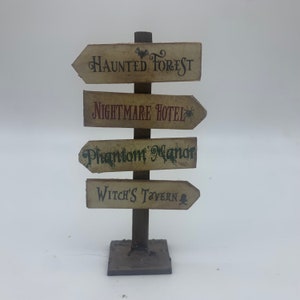 Haunted Forest
Nightmare Hotel
Phantom Manor
Witch's Tavern